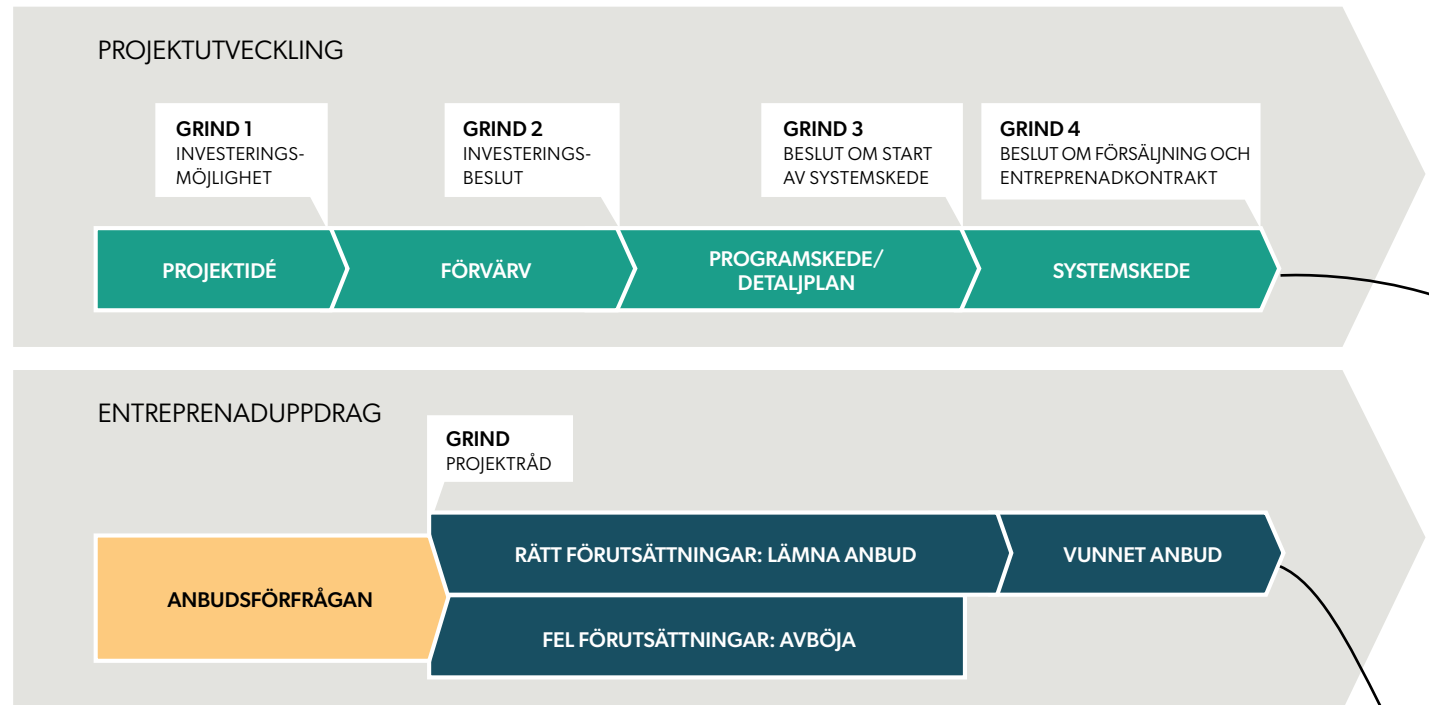 PROJEKTUTVECKLING
GRIND 1
INVESTERINGS-
MÖJLIGHET
GRIND 2
INVESTERINGS-
BESLUT
GRIND 3
BESLUT OM START
AV SYSTEMSKEDE
GRIND 4
BESLUT OM FÖRSÄLJNING OCH
ENTREPRENADKONTRAKT
PROJEKTIDÉ
FÖRVÄRV
PROGRAMSKEDE/
DETALJPLAN
SYSTEMSKEDE
ENTREPRENADUPPDRAG
GRIND
PROJEKTRÅD
ANBUDSFÖRFRÅGAN
RÄTT FÖRUTSÄTTNINGAR: LÄMNA ANBUD
VUNNET ANBUD
FEL FÖRUTSÄTTNINGAR: AVBÖJA